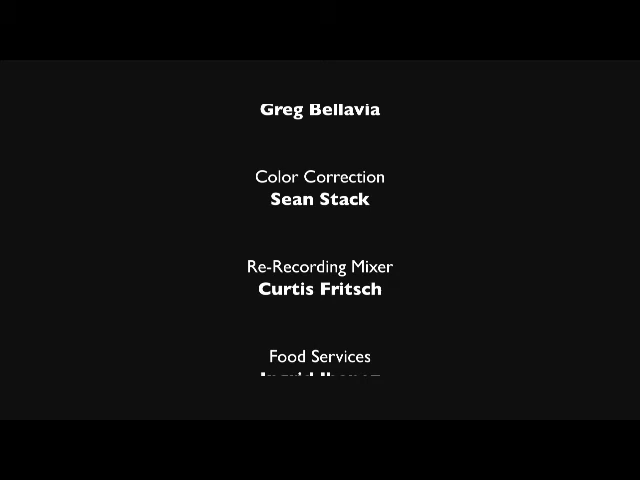 Greg Bellavia
Color Correction
Sean Stack
Re-Recording Mixer
Curtis Fritsch
Food Services